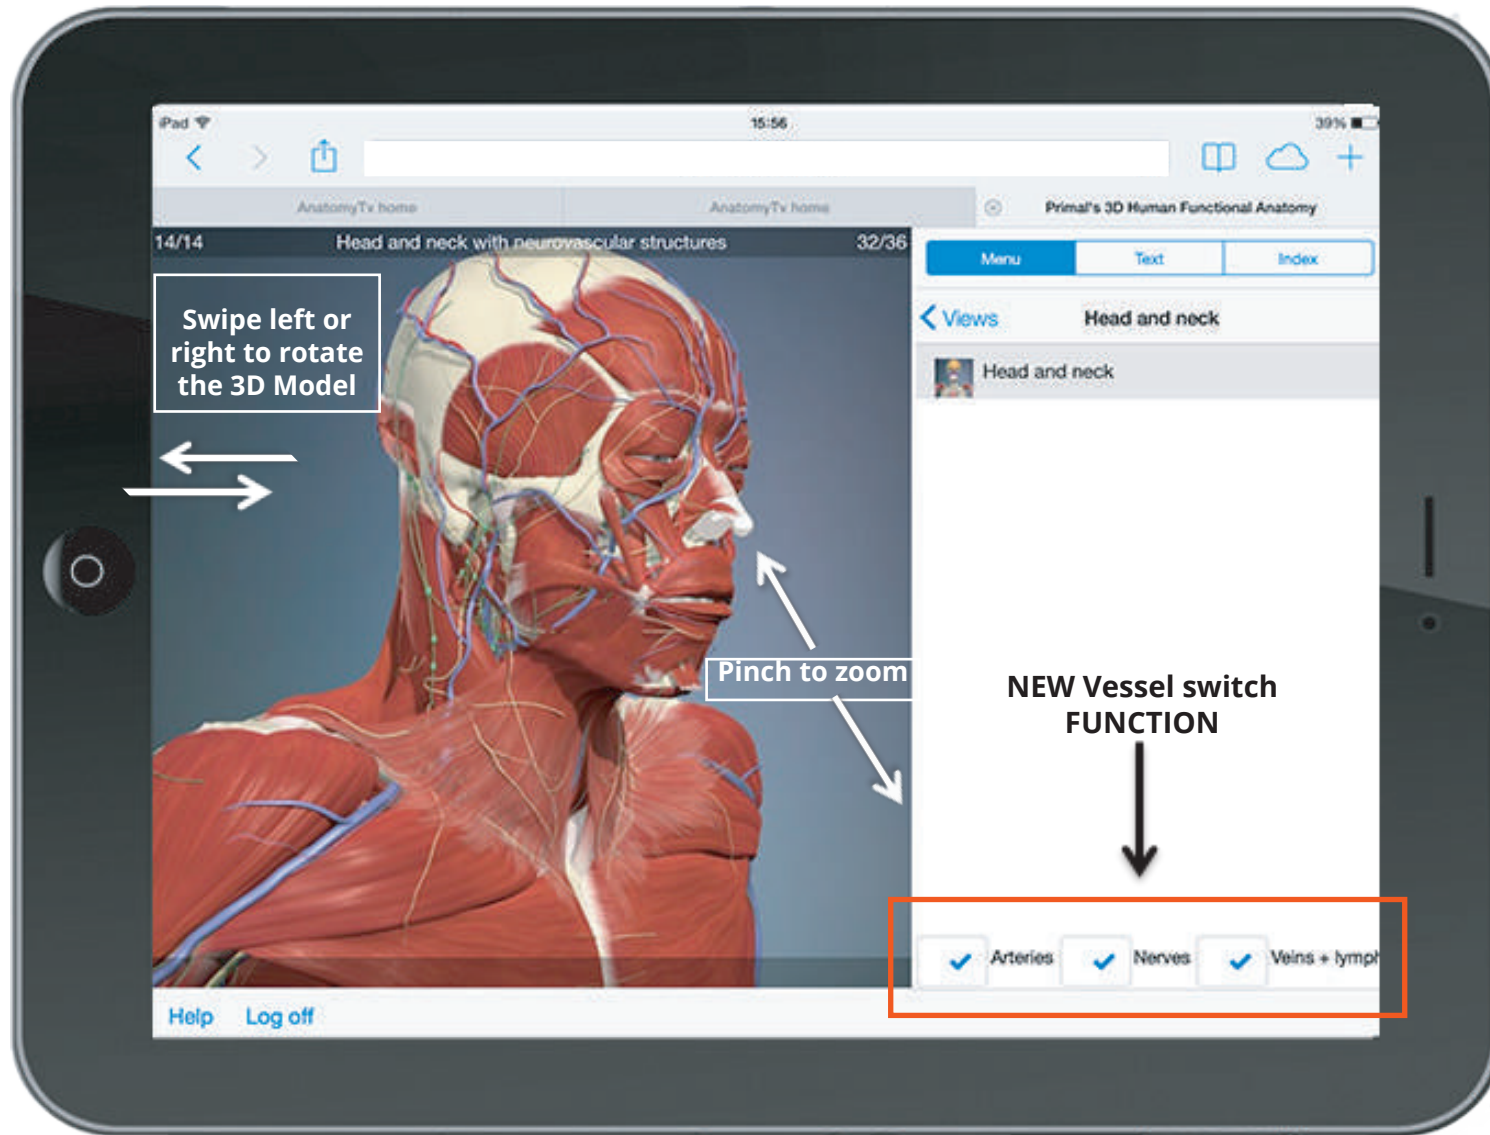 iPad
15:56
39%
AnatomyTv home
AnatomyTv home
Primal's 3D Human Functional Anatomy
14/14
Head and neck with neurovascular structures
32/36
Menu
Text
Index
Views
Head and neck
Head and neck
Swipe left or
right to rotate
the 3D Model
Pinch to zoom
NEW Vessel switch
FUNCTION
Arteries
Nerves
Veins + lymph
Help
Log off